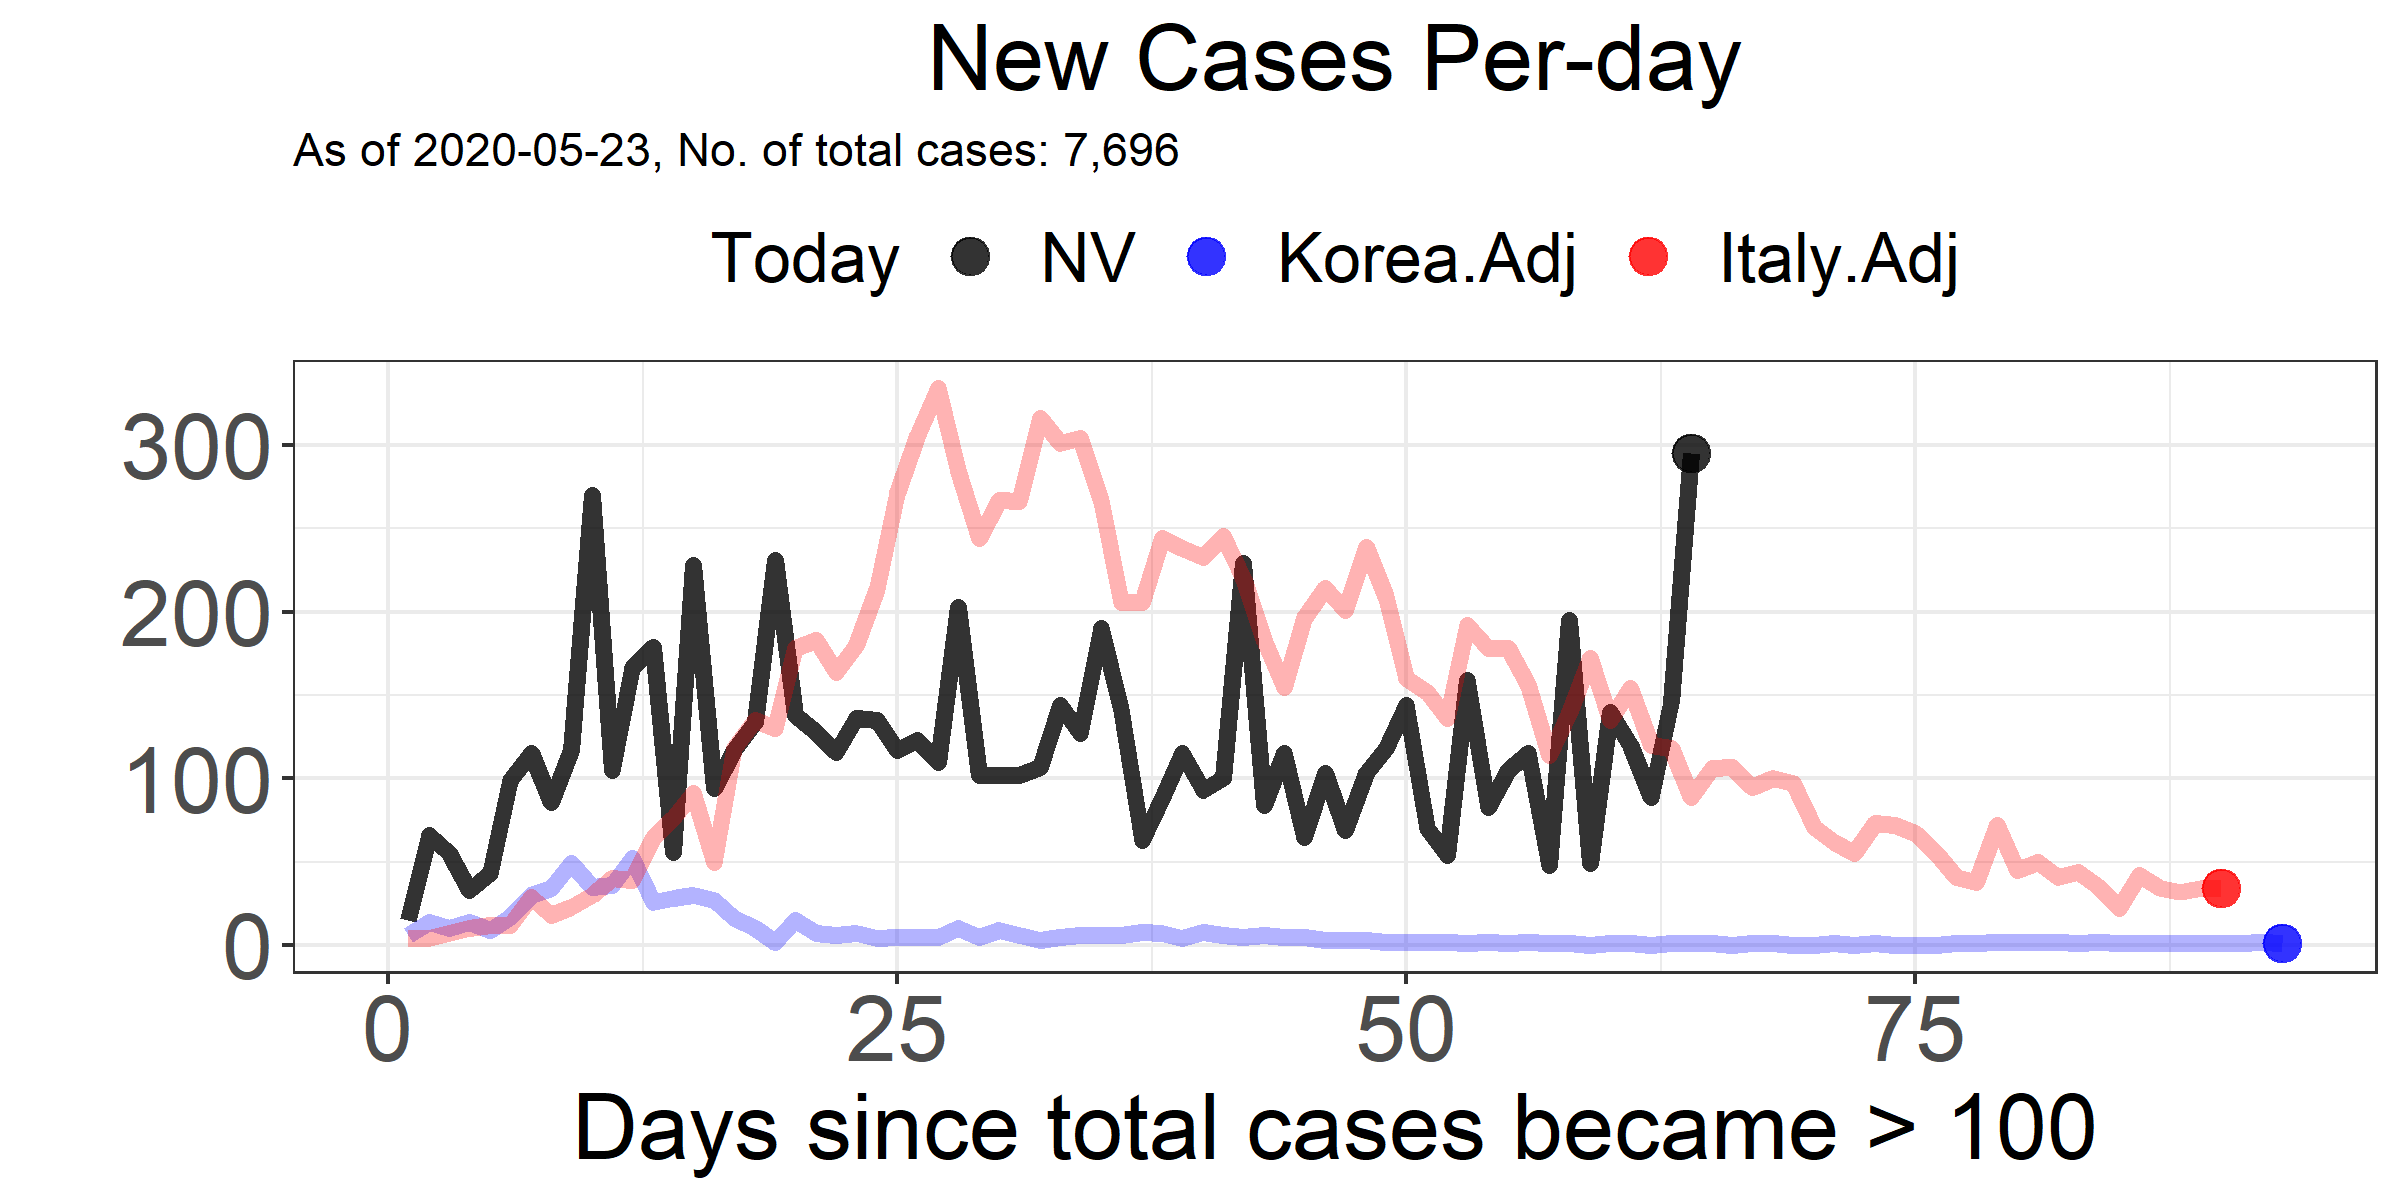 New Cases Per-day
As of 2020-05-23, No. of total cases: 7,696
Today NV Korea.Adj Italy.Adj
300
200
100
0
0 25 50 75
Days since total cases became > 100